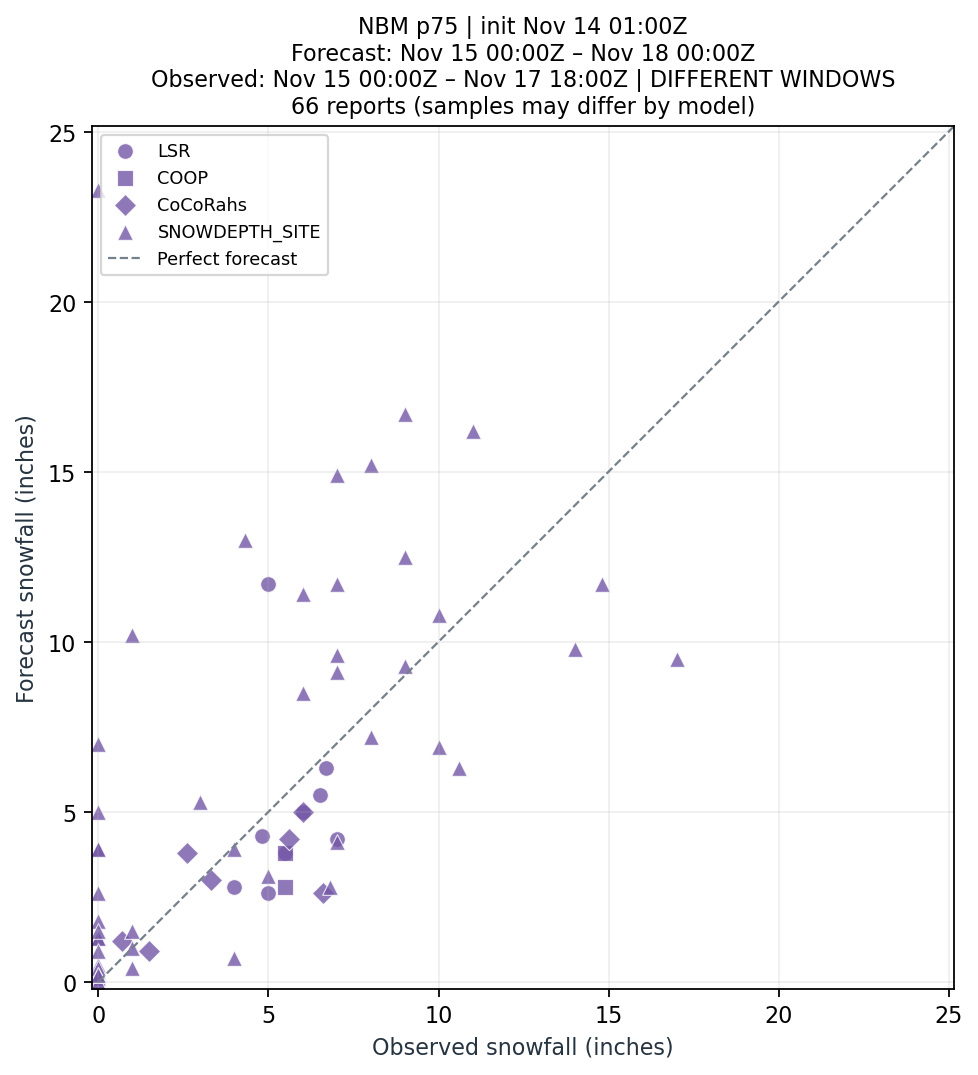 NBM p75 | init Nov 14 01:00Z
Forecast: Nov 15 00:00Z – Nov 18 00:00Z
Observed: Nov 15 00:00Z – Nov 17 18:00Z | DIFFERENT WINDOWS
66 reports (samples may differ by model)
LSR
COOP
CoCoRahs
SNOWDEPTH_SITE
Perfect forecast
25
20
15
10
5
0
Forecast snowfall (inches)
0 5 10 15 20 25
Observed snowfall (inches)